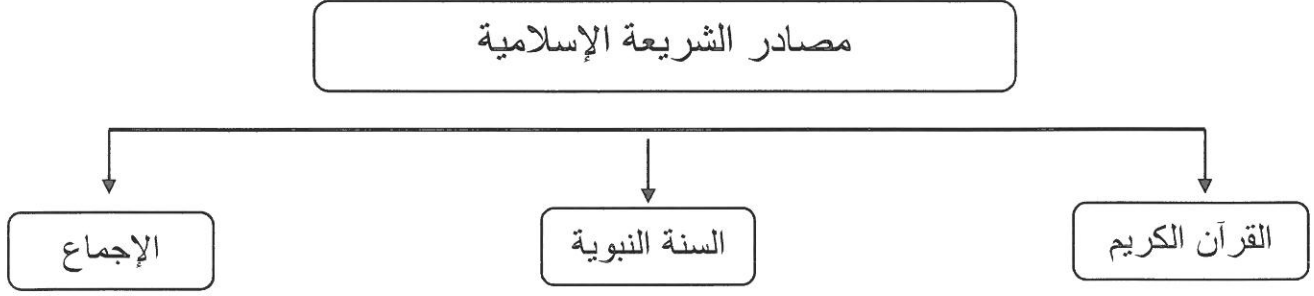 مصادر الشريعة الإسلامية
القرآن الكريم
السنة النبوية
الإجماع